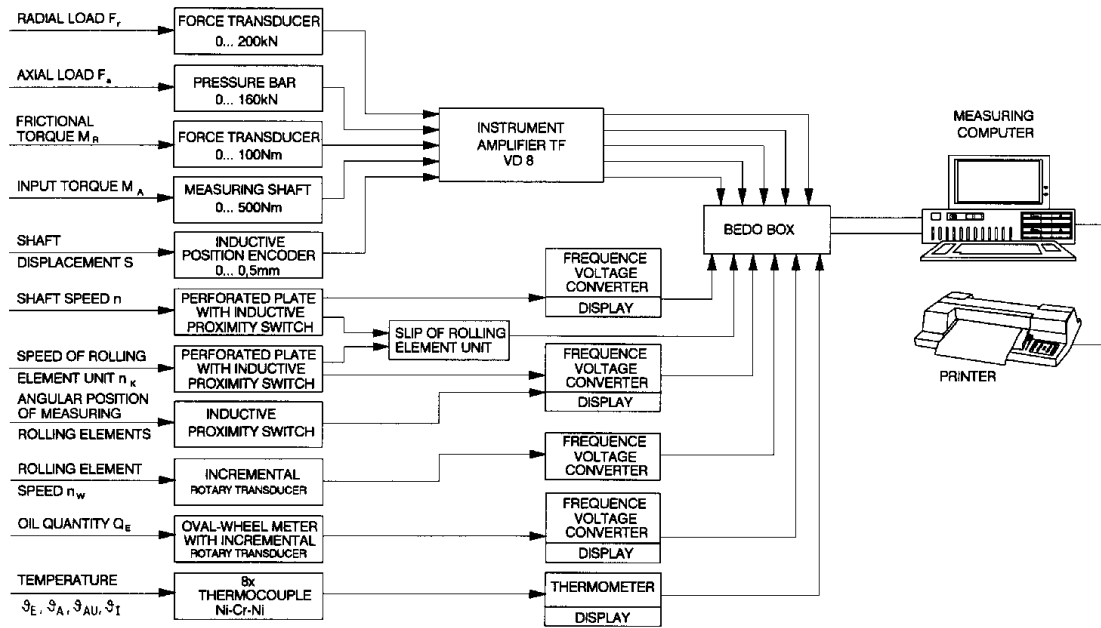 RADIAL LOAD Fr
FORCE TRANSDUCER
0... 200kN
AXIAL LOAD Fa
PRESSURE BAR
0... 160kN
FRICTIONAL
TORQUE MR
FORCE TRANSDUCER
0... 100Nm
INPUT TORQUE MA
MEASURING SHAFT
0... 500Nm
SHAFT
DISPLACEMENT S
INDUCTIVE
POSITION ENCODER
0... 0,5mm
SHAFT SPEED n
PERFORATED PLATE
WITH INDUCTIVE
PROXIMITY SWITCH
SPEED OF ROLLING
ELEMENT UNIT nK
PERFORATED PLATE
WITH INDUCTIVE
PROXIMITY SWITCH
ANGULAR POSITION
OF MEASURING
ROLLING ELEMENTS
INDUCTIVE
PROXIMITY SWITCH
ROLLING ELEMENT
SPEED nW
INCREMENTAL
ROTARY TRANSDUCER
OIL QUANTITY QE
OVAL-WHEEL METER
WITH INCREMENTAL
ROTARY TRANSDUCER
TEMPERATURE
ϑE, ϑA, ϑAU, ϑI
8x
THERMOCOUPLE
Ni-Cr-Ni
INSTRUMENT
AMPLIFIER TF
VD 8
SLIP OF ROLLING
ELEMENT UNIT
FREQUENCE
VOLTAGE
CONVERTER
DISPLAY
FREQUENCE
VOLTAGE
CONVERTER
DISPLAY
FREQUENCE
VOLTAGE
CONVERTER
FREQUENCE
VOLTAGE
CONVERTER
DISPLAY
THERMOMETER
DISPLAY
BEDO BOX
MEASURING
COMPUTER
PRINTER